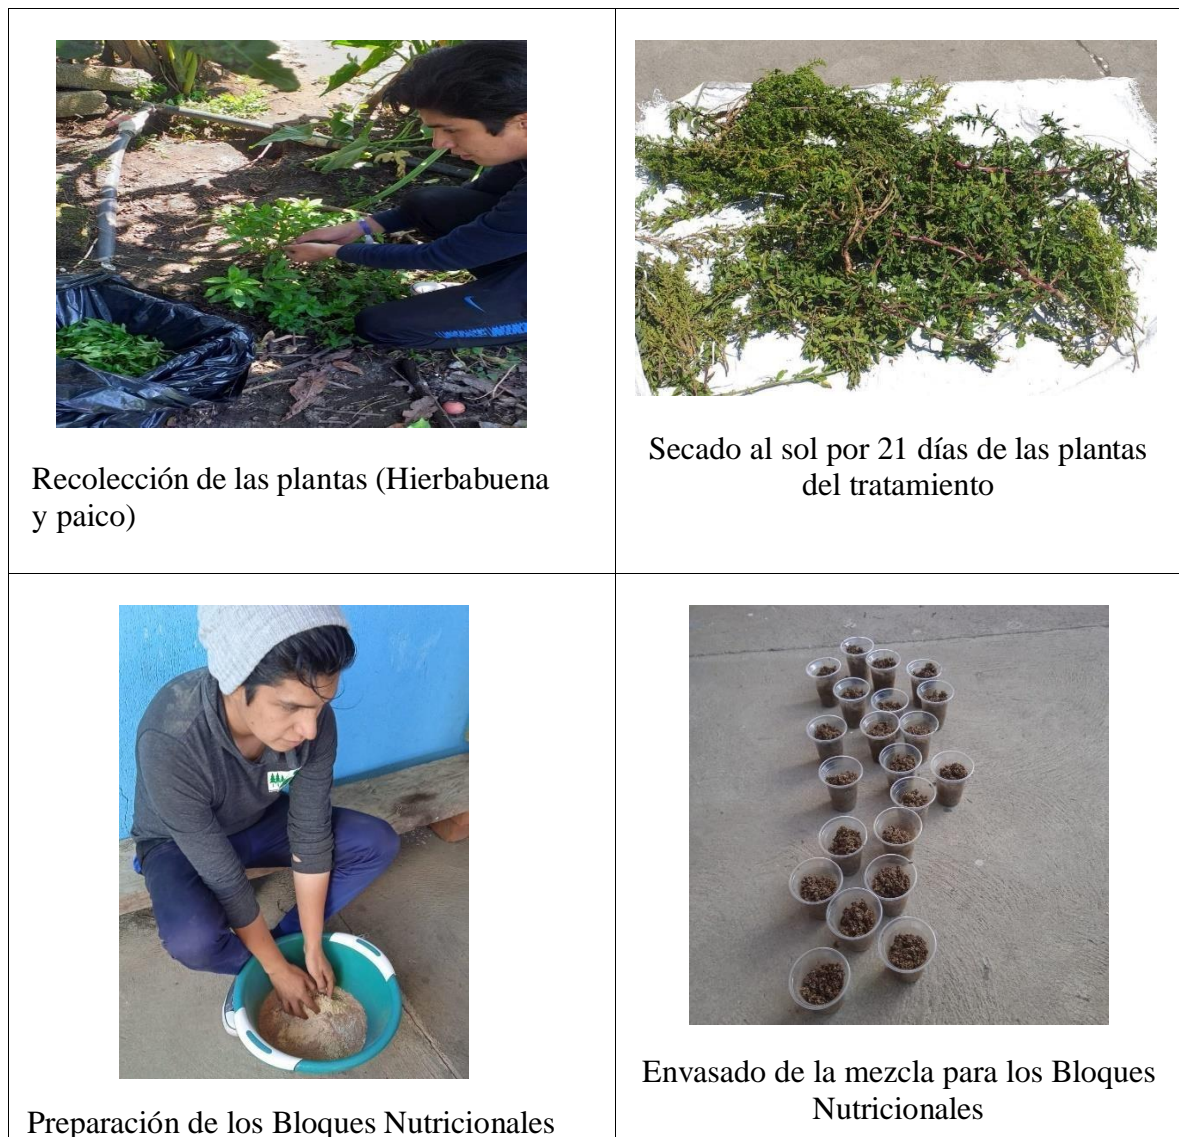 Recolección de las plantas (Hierbabuena
y paico)
Secado al sol por 21 días de las plantas
del tratamiento
Preparación de los Bloques Nutricionales
Envasado de la mezcla para los Bloques
Nutricionales